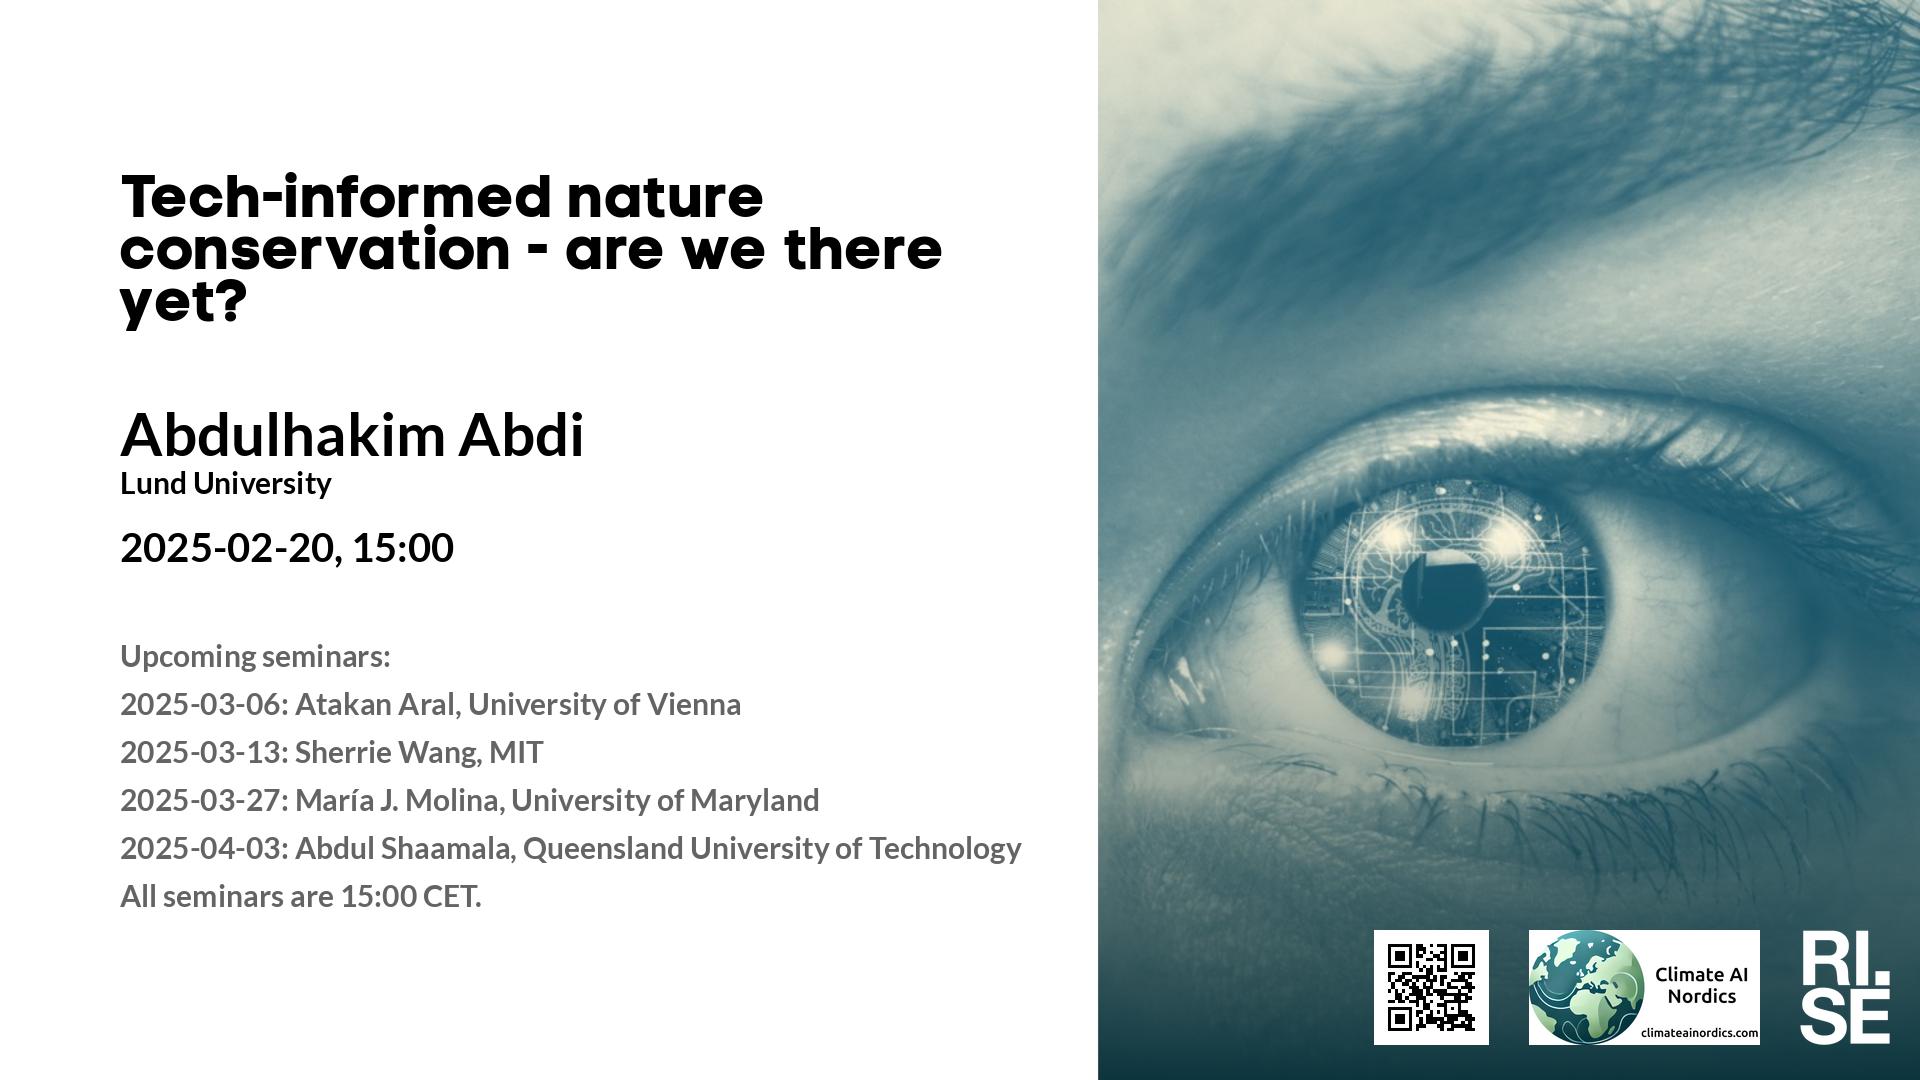 Tech-informed nature
conservation - are we there
yet?
Abdulhakim Abdi
Lund University
2025-02-20, 15:00
Upcoming seminars:
2025-03-06: Atakan Aral, University of Vienna
2025-03-13: Sherrie Wang, MIT
2025-03-27: María J. Molina, University of Maryland
2025-04-03: Abdul Shaamala, Queensland University of Technology
All seminars are 15:00 CET.
Climate AI
Nordics
climateainordics.com
RI.
SE